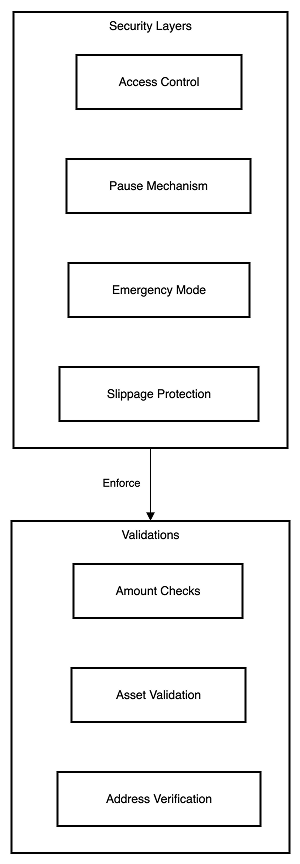 Security Layers
Access Control
Pause Mechanism
Emergency Mode
Slippage Protection
Enforce
Validations
Amount Checks
Asset Validation
Address Verification